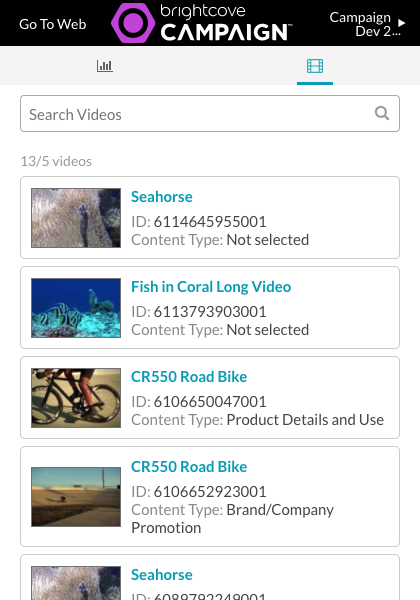 Go To Web
brightcove
CAMPAIGN™
Campaign
Dev 2...
Search Videos
13/5 videos
Seahorse
ID: 6114645955001
Content Type: Not selected
Fish in Coral Long Video
ID: 6113793903001
Content Type: Not selected
CR550 Road Bike
ID: 6106650047001
Content Type: Product Details and Use
CR550 Road Bike
ID: 6106652923001
Content Type: Brand/Company
Promotion
Seahorse
ID: 6089792249001